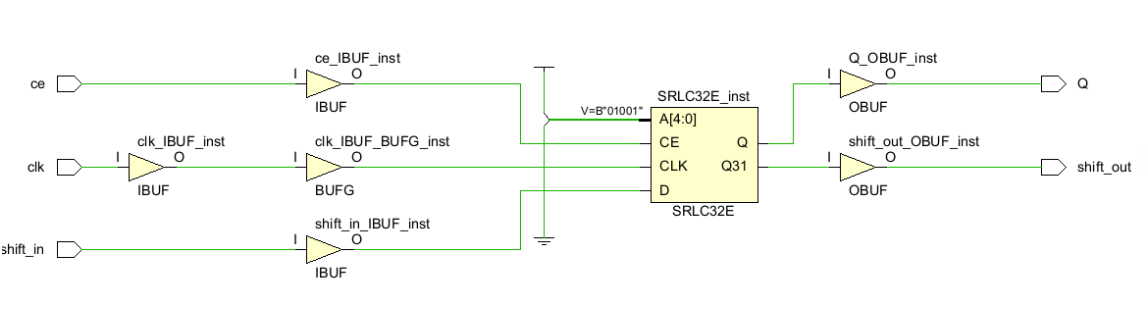 ce_IBUF_inst
ce
I
O
IBUF
Q_OBUF_inst
I
O
Q
OBUF
SRLC32E_inst
V=B"01001"
A[4:0]
CE
Q
CLK
Q31
D
SRLC32E
clk_IBUF_inst
clk
I
O
IBUF
clk_IBUF_BUFG_inst
I
O
BUFG
shift_out_OBUF_inst
I
O
shift_out
OBUF
shift_in_IBUF_inst
shift_in
I
O
IBUF